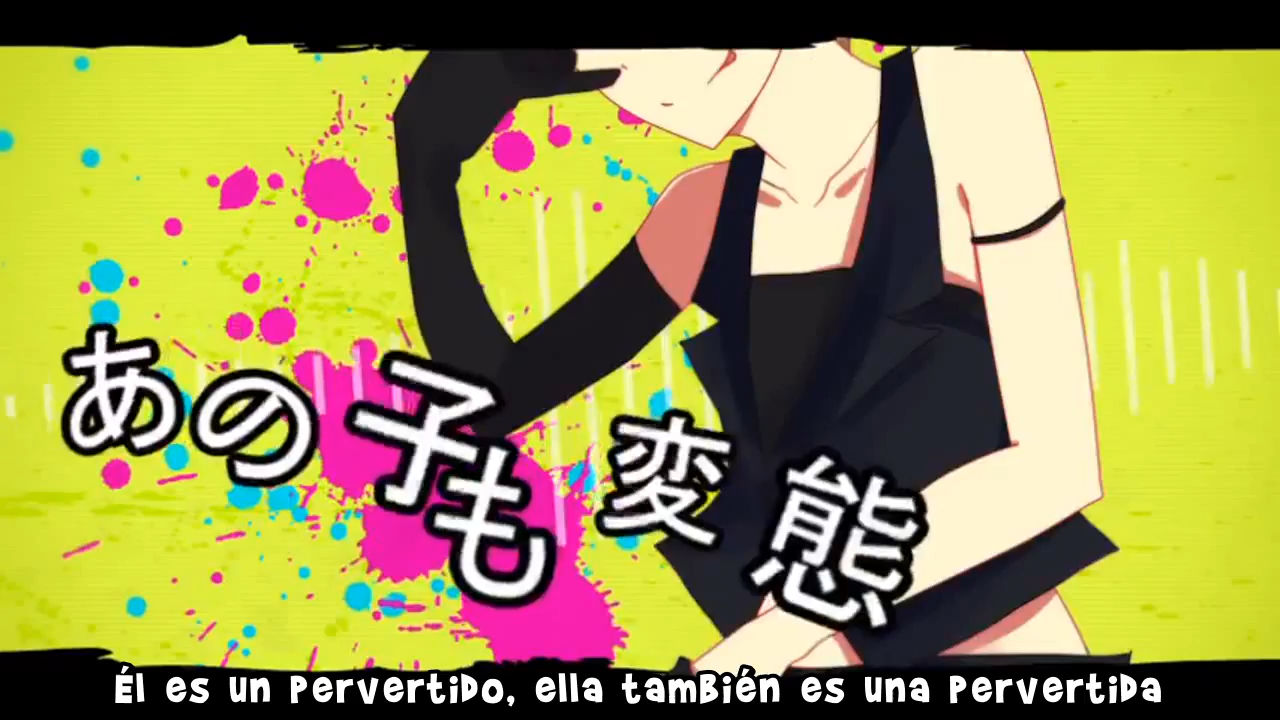 あの子も変態
Él es un pervertido, ella también es una pervertida